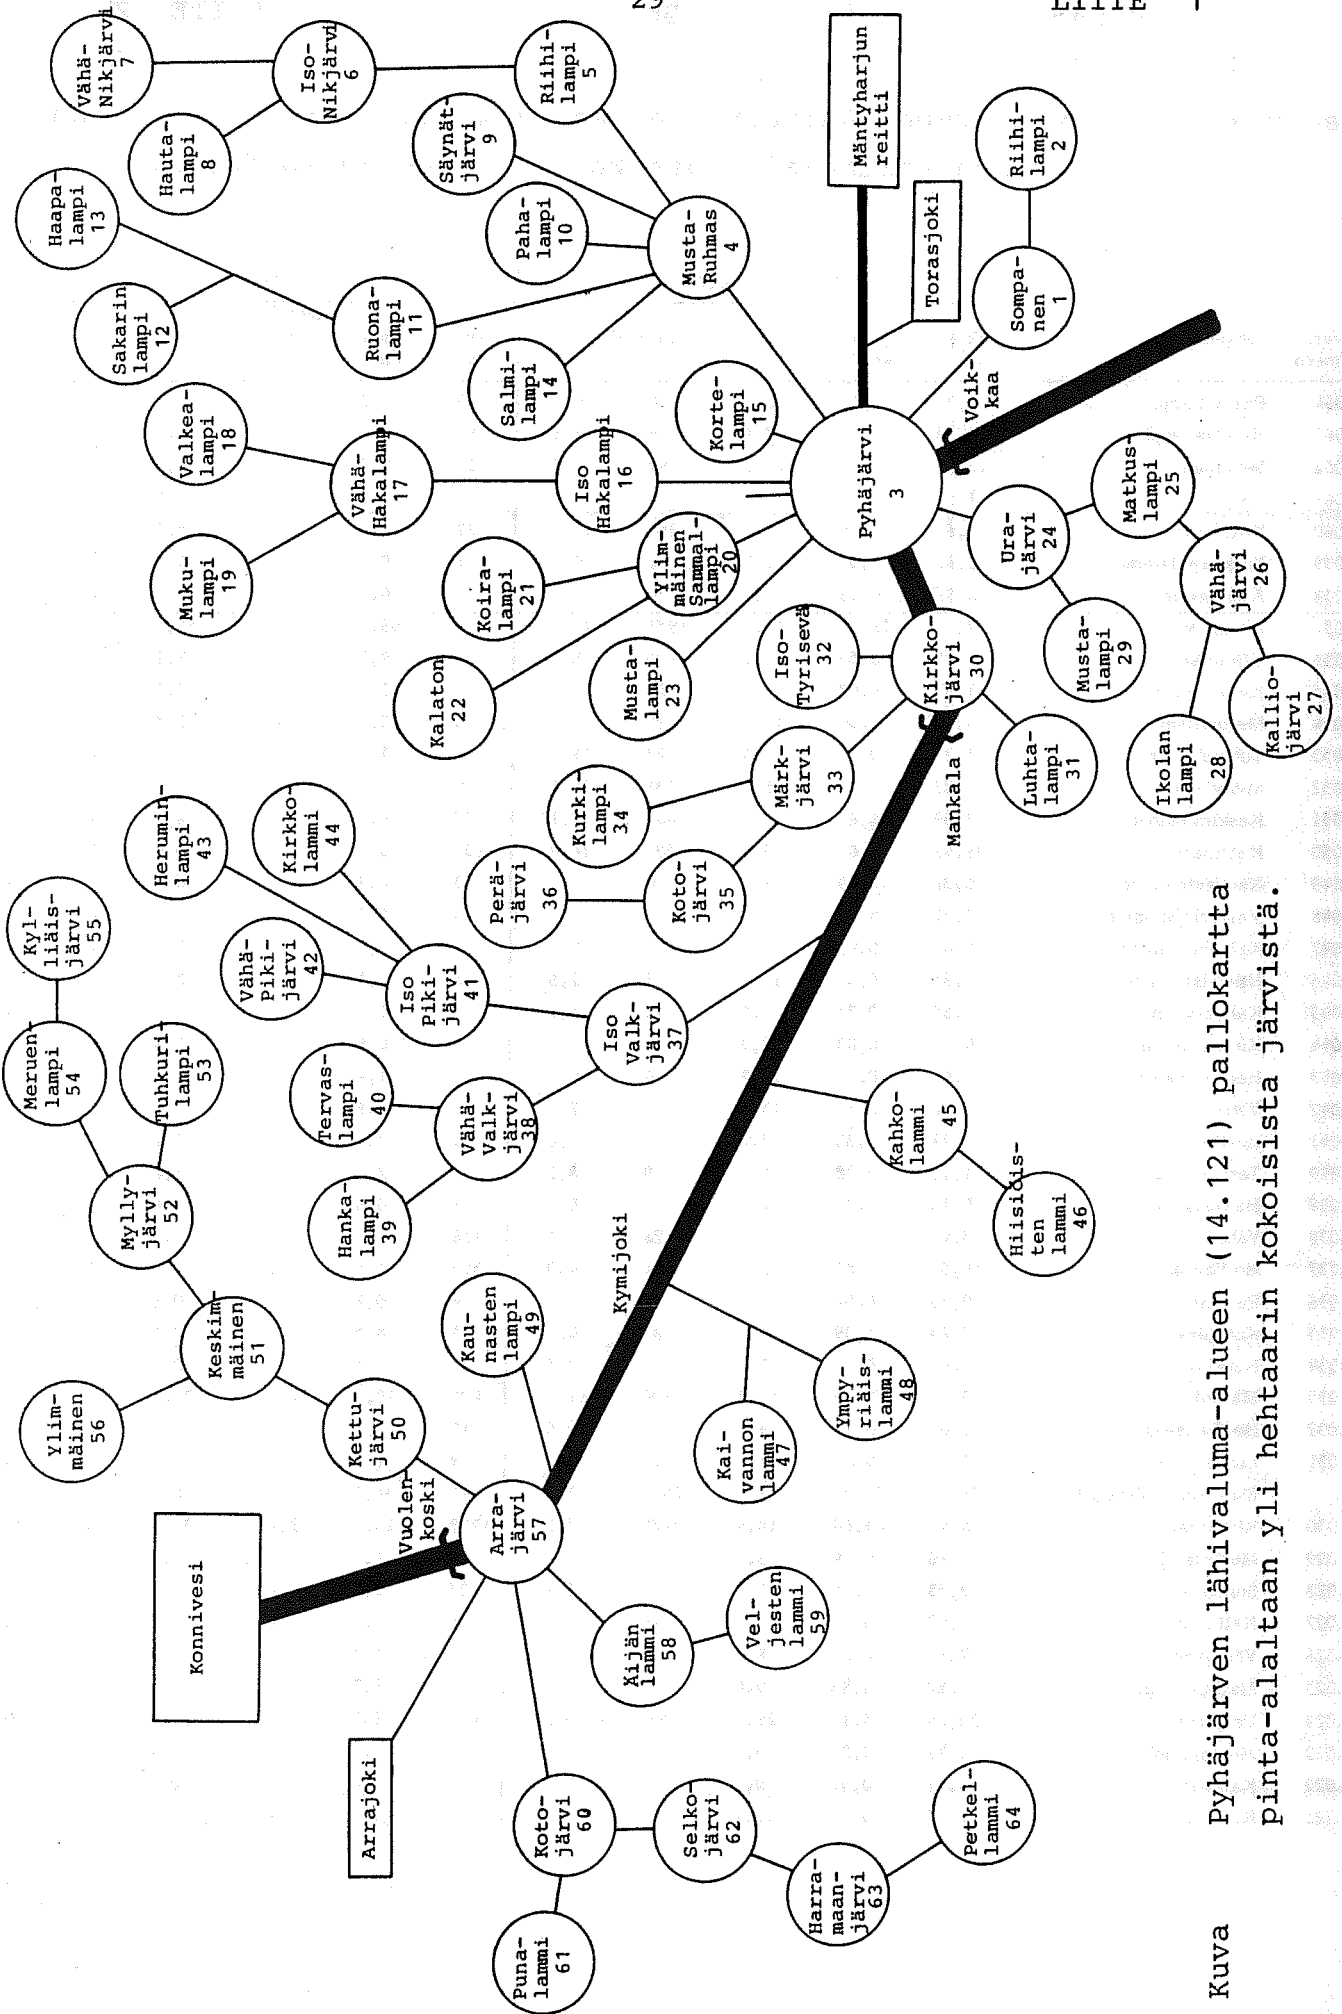 29
LIITE
Vähä-
Nikjärvi
7
Iso-
Nikjärvi
6
Riihi-
lampi
5
Hauta-
lampi
8
Säynät-
järvi
9
Paha-
lampi
10
Haapa-
lampi
13
Sakarin
lampi
12
Ruona-
lampi
11
Salmi-
lampi
14
Musta-
Ruhmas
4
Mäntyharjun
reitti
Torasjoki
Riihi-
lampi
2
Sompa-
nen
1
Voik-
kaa
Valkea-
lampi
18
Vähä-
Hakalampi
17
Muku-
lampi
19
Iso
Hakalampi
16
Korte-
lampi
15
Pyhäjärvi
3
Koira-
lampi
21
Ylim-
mäinen
Sammal-
lampi
20
Kalaton
22
Musta-
lampi
23
Ura-
järvi
24
Matkus-
lampi
25
Vähä-
järvi
26
Kallio-
järvi
27
Ikolan
lampi
28
Musta-
lampi
29
Iso-
Tyrisevä
32
Kirkko-
järvi
30
Luhta-
lampi
31
Mankala
Märk-
järvi
33
Kurki-
lampi
34
Koto-
järvi
35
Perä-
järvi
36
Herumin-
lampi
43
Kirkko-
lammi
44
Vähä-
Piki-
järvi
42
Iso
Piki-
järvi
41
Iso
Valk-
järvi
37
Tervas-
lampi
40
Vähä-
Valk-
järvi
38
Hanka-
lampi
39
Kyl-
liäis-
järvi
55
Meruen-
lampi
54
Tuhkuri-
lampi
53
Mylly-
järvi
52
Keskim-
mäinen
51
Ylim-
mäinen
56
Kettu-
järvi
50
Kau-
nasten
lampi
49
Kymijoki
Kahko-
lammi
45
Hiisiöis-
ten
lammi
46
Kai-
vannon
lammi
47
Ympy-
riäis-
lammi
48
Vuolen-
koski
Konnivesi
Arra-
järvi
57
Arrajoki
Äijän
lammi
58
Vel-
jesten
lammi
59
Koto-
järvi
60
Puna-
lammi
61
Selko-
järvi
62
Harra-
maan-
järvi
63
Petkel-
lammi
64
Kuva Pyhäjärven lähivaluma-alueen (14.121) pallokartta
pinta-alaltaan yli hehtaarin kokoisista järvistä.